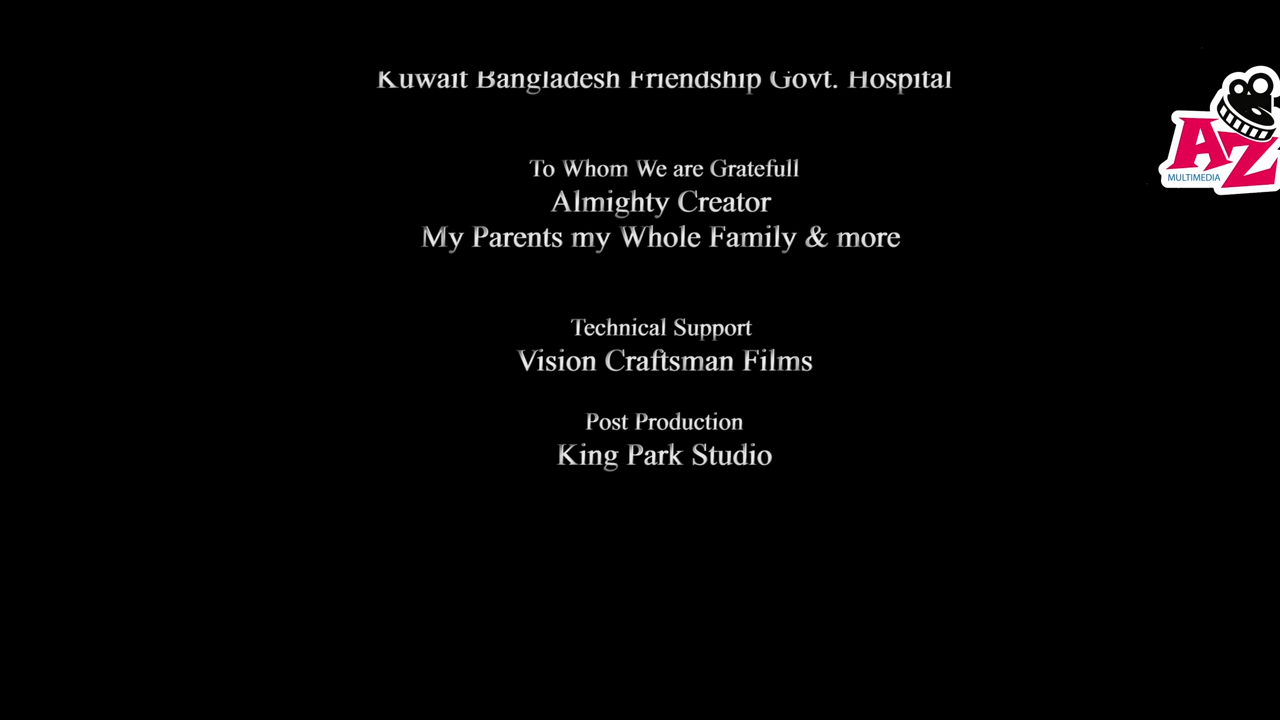 Kuwait Bangladesh Friendship Govt. Hospital
To Whom We are Gratefull
Almighty Creator
My Parents my Whole Family & more
Technical Support
Vision Craftsman Films
Post Production
King Park Studio
AZ
MULTIMEDIA